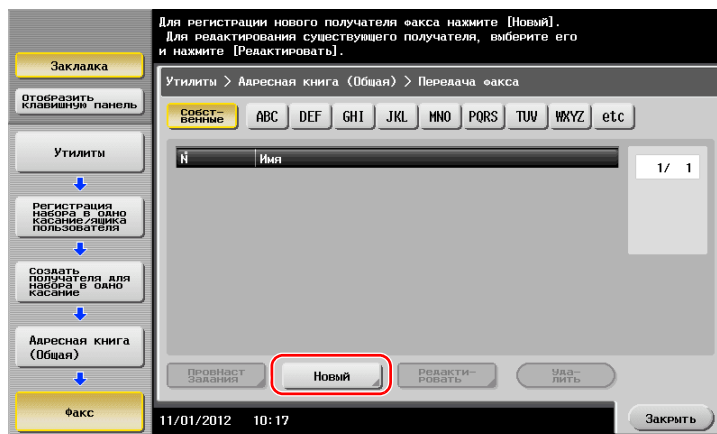 Для регистрации нового получателя факса нажмите [Новый].
Для редактирования существующего получателя, выберите его
и нажмите [Редактировать].
Закладка
Отобразить
клавишную панель
Утилиты
Регистрация
набора в одно
касание/ящика
пользователя
Создать
получателя для
набора в одно
касание
Адресная книга
(Общая)
Факс
Утилиты > Адресная книга (Общая) > Передача факса
Собст-
венные
ABC DEF GHI JKL MNO PQRS TUV WXYZ etc
N Имя
1/ 1
ПровНаст
Задания
Новый
Редакти-
ровать
Уда-
лить
11/01/2012 10:17
Закрыть